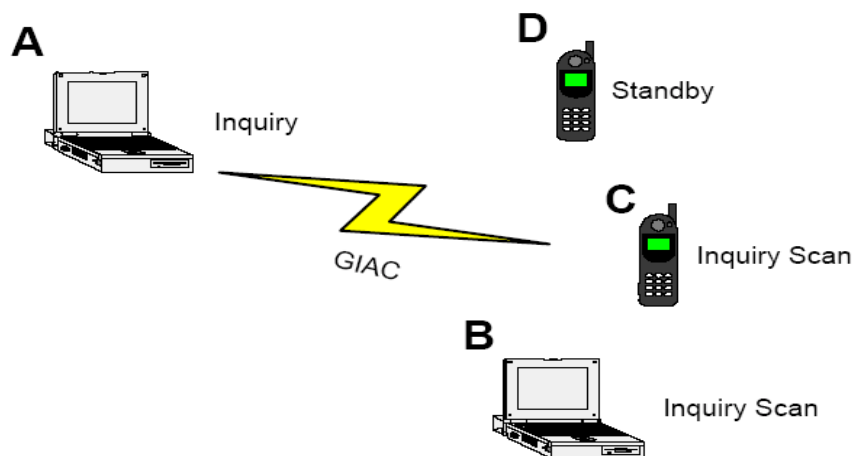 A
Inquiry
D
Standby
C
Inquiry Scan
GIAC
B
Inquiry Scan